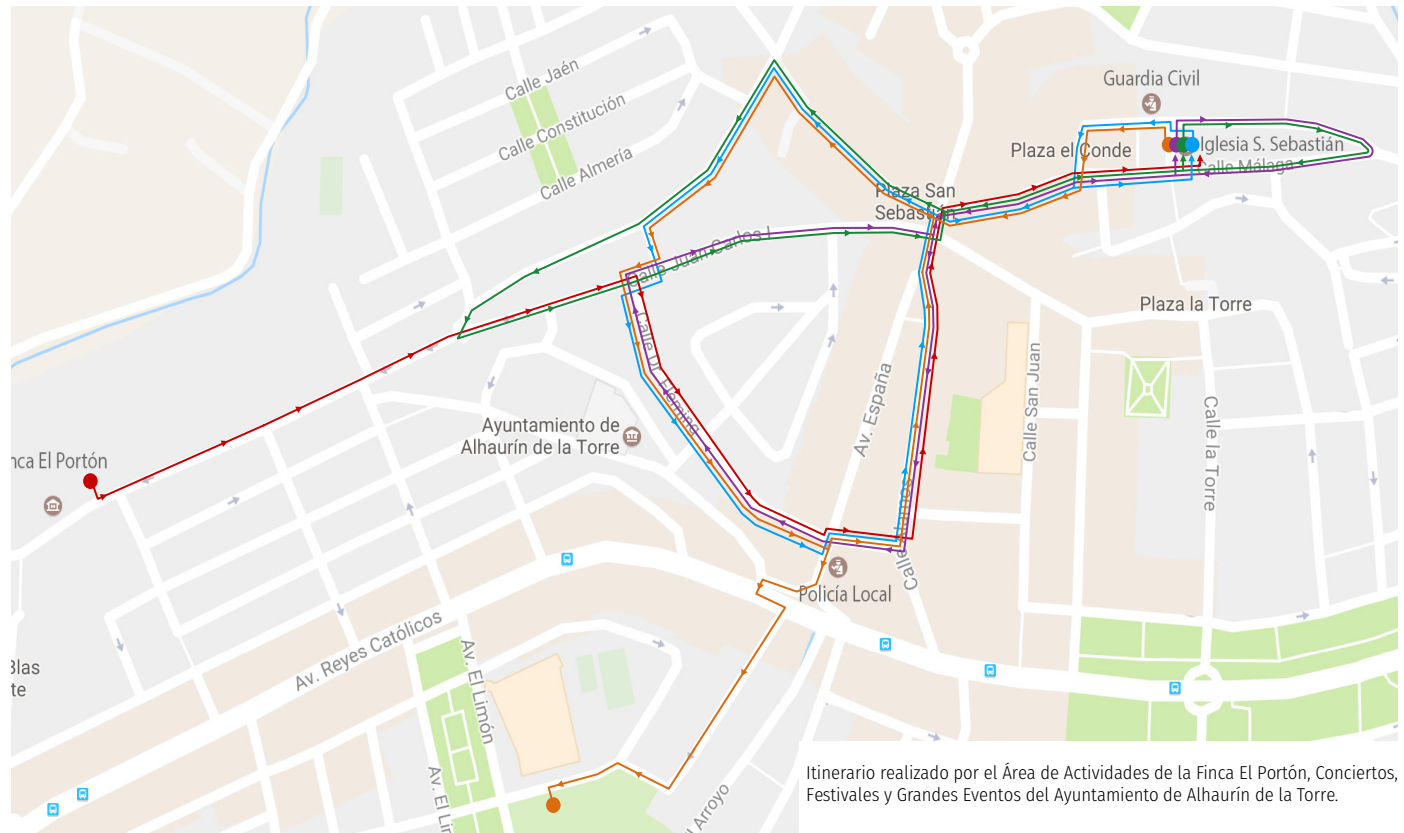 Calle Jaén
Calle Constitución
Calle Almería
Guardia Civil
Plaza el Conde
Iglesia S. Sebastián
Calle Málaga
Plaza San
Sebastián
Calle Juan Carlos I
Plaza la Torre
Calle Dr. Fleming
Av. España
Calle San Juan
Calle la Torre
Ayuntamiento de
Alhaurín de la Torre
nca El Portón
Calle
Policía Local
Av. Reyes Católicos
Av. El Limón
Blas
te
Av. El Lim
l Arroyo
Itinerario realizado por el Área de Actividades de la Finca El Portón, Conciertos,
Festivales y Grandes Eventos del Ayuntamiento de Alhaurín de la Torre.